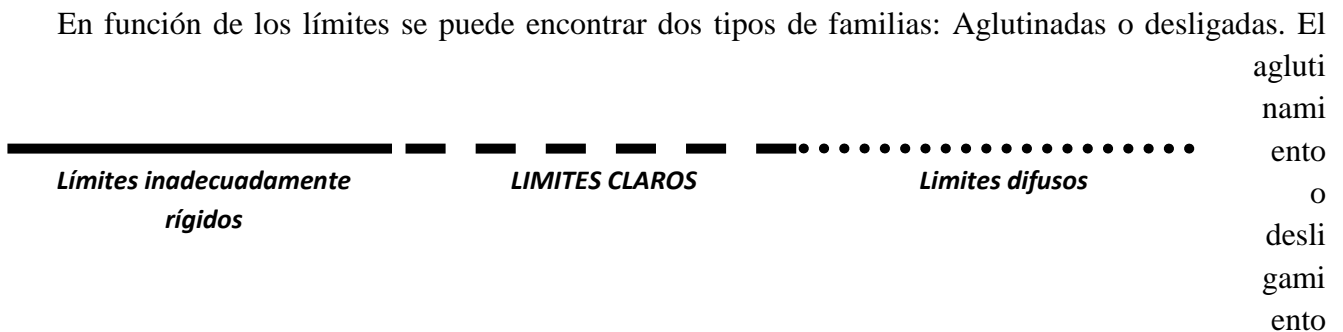 En función de los límites se puede encontrar dos tipos de familias: Aglutinadas o desligadas. El
agluti
nami
ento
o
desli
gami
ento
Límites inadecuadamente
rígidos
LIMITES CLAROS
Limites difusos